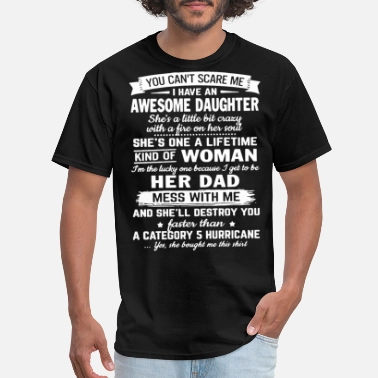 YOU CAN'T SCARE ME
I HAVE AN
AWESOME DAUGHTER
She's a little bit crazy
with a fire on her soul
SHE'S ONE A LIFETIME
KIND OF WOMAN
I'm the lucky one because I get to be
HER DAD
MESS WITH ME
AND SHE'LL DESTROY YOU
faster than
A CATEGORY 5 HURRICANE
... Yes, she bought me this shirt